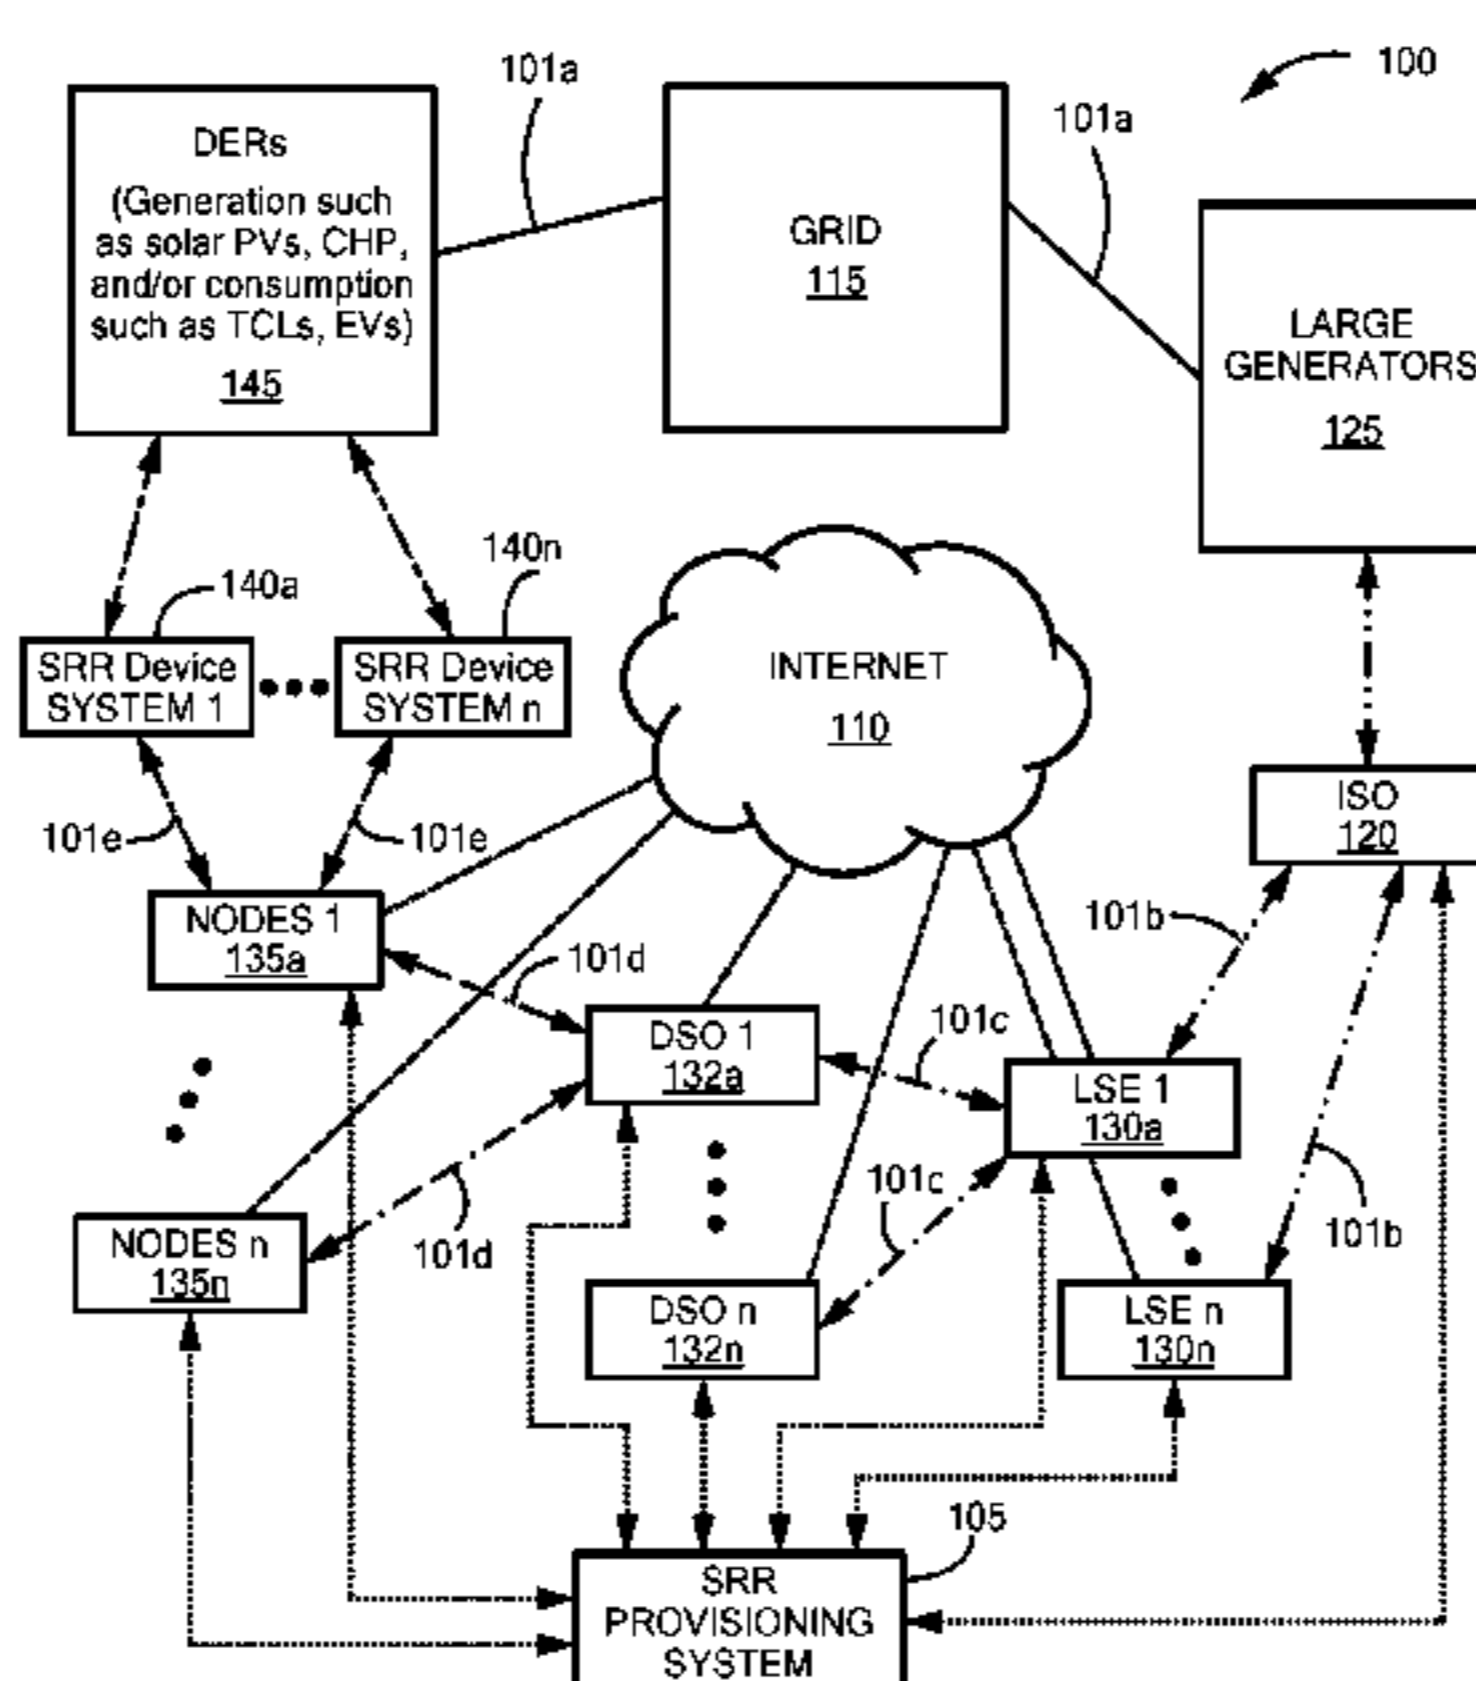 101a
100
101a
DERs
(Generation such
as solar PVs, CHP,
and/or consumption
such as TCLs, EVs)
145
GRID
115
LARGE
GENERATORS
125
140a
140n
SRR Device
SYSTEM 1
SRR Device
SYSTEM n
INTERNET
110
ISO
120
101e
101e
NODES 1
135a
101d
101b
DSO 1
132a
101c
LSE 1
130a
101c
101d
101b
NODES n
135n
DSO n
132n
LSE n
130n
105
SRR
PROVISIONING
SYSTEM